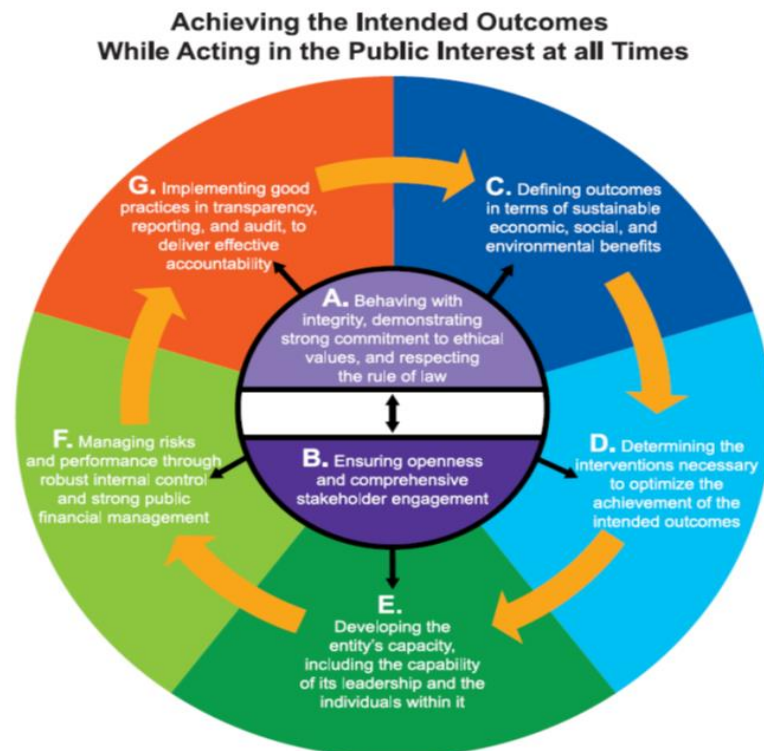 Achieving the Intended Outcomes
While Acting in the Public Interest at all Times
G. Implementing good
practices in transparency,
reporting, and audit, to
deliver effective
accountability
C. Defining outcomes
in terms of sustainable
economic, social, and
environmental benefits
A. Behaving with
integrity, demonstrating
strong commitment to ethical
values, and respecting
the rule of law
B. Ensuring openness
and comprehensive
stakeholder engagement
F. Managing risks
and performance through
robust internal control
and strong public
financial management
D. Determining the
interventions necessary
to optimize the
achievement of the
intended outcomes
E.
Developing the
entity's capacity,
including the capability
of its leadership and the
individuals within it